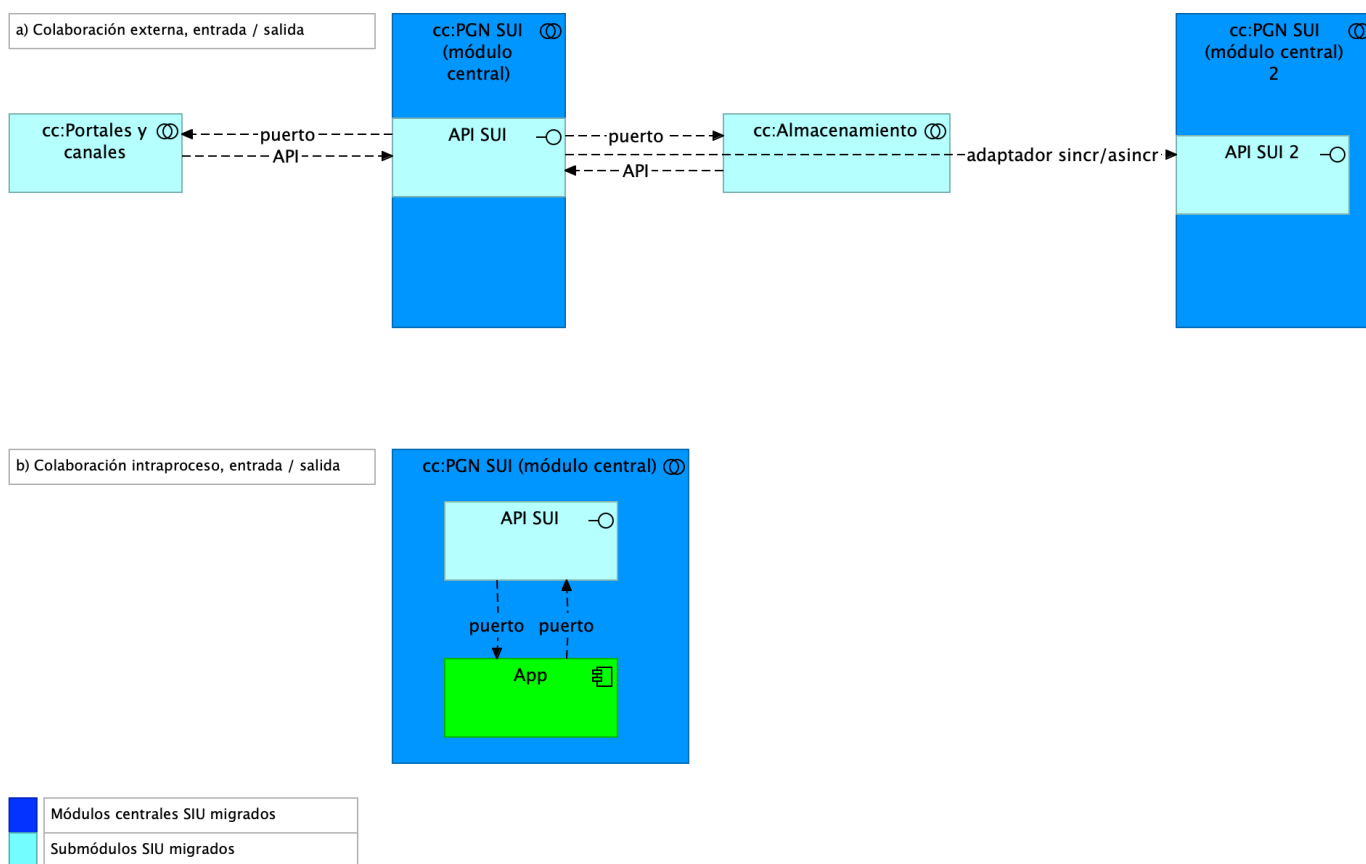 a) Colaboración externa, entrada / salida
cc:PGN SUI
(módulo
central)
cc:PGN SUI
(módulo central)
2
cc:Portales y
canales
puerto
API
API SUI
puerto
cc:Almacenamiento
adaptador sincr/asincr
API
API SUI 2
b) Colaboración intraproceso, entrada / salida
cc:PGN SUI (módulo central)
API SUI
puerto
puerto
App
Módulos centrales SIU migrados
Submódulos SIU migrados